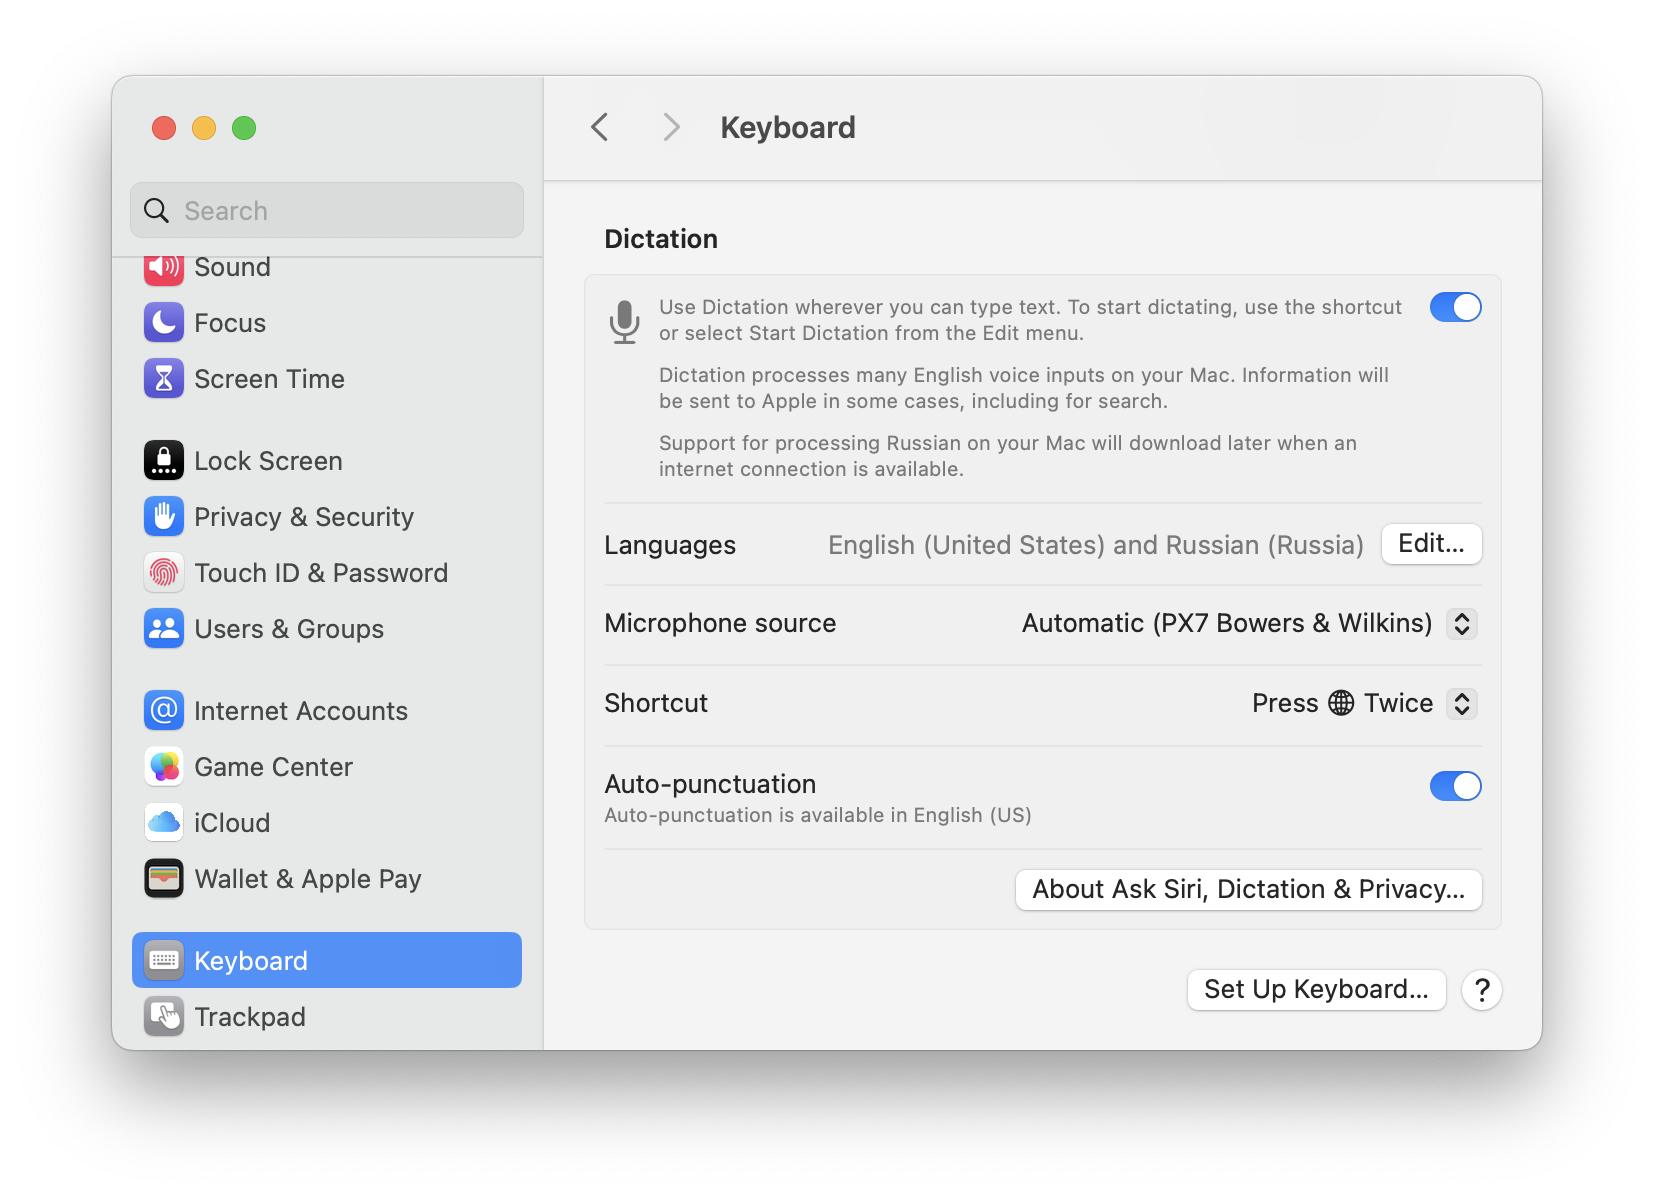 Keyboard
Search
Sound
Focus
Screen Time
Lock Screen
Privacy & Security
Touch ID & Password
Users & Groups
Internet Accounts
Game Center
iCloud
Wallet & Apple Pay
Keyboard
Trackpad
Dictation
Use Dictation wherever you can type text. To start dictating, use the shortcut
or select Start Dictation from the Edit menu.
Dictation processes many English voice inputs on your Mac. Information will
be sent to Apple in some cases, including for search.
Support for processing Russian on your Mac will download later when an
internet connection is available.
Languages English (United States) and Russian (Russia) Edit...
Microphone source Automatic (PX7 Bowers & Wilkins)
Shortcut Press Twice
Auto-punctuation
Auto-punctuation is available in English (US)
About Ask Siri, Dictation & Privacy...
Set Up Keyboard... ?